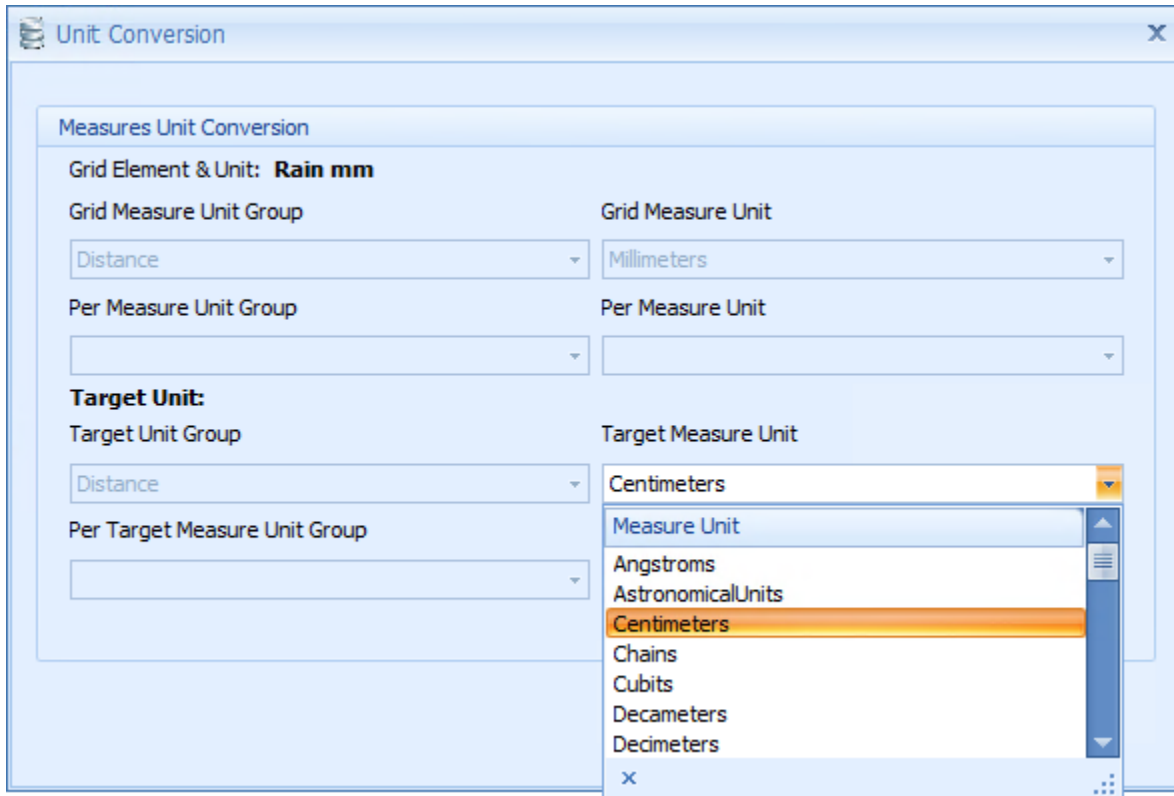 Unit Conversion
Measures Unit Conversion
Grid Element & Unit: Rain mm
Grid Measure Unit Group Grid Measure Unit
Distance Millimeters
Per Measure Unit Group Per Measure Unit
Target Unit:
Target Unit Group Target Measure Unit
Distance Centimeters
Per Target Measure Unit Group
Measure Unit
Angstroms
AstronomicalUnits
Centimeters
Chains
Cubits
Decameters
Decimeters